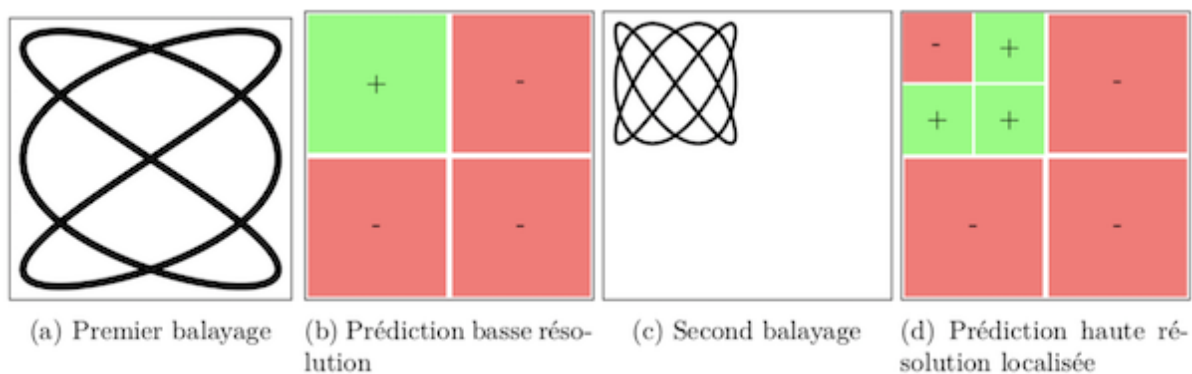 + -
- -
- +
+ +
-
- -
(a) Premier balayage
(b) Prédiction basse réso-
lution
(c) Second balayage
(d) Prédiction haute ré-
solution localisée